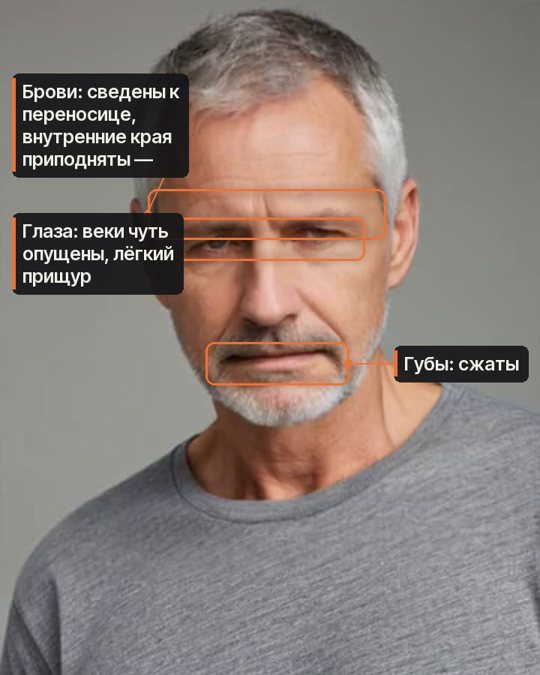 Брови: сведены к
переносице,
внутренние края
приподняты —
Глаза: веки чуть
опущены, лёгкий
прищур
Губы: сжаты